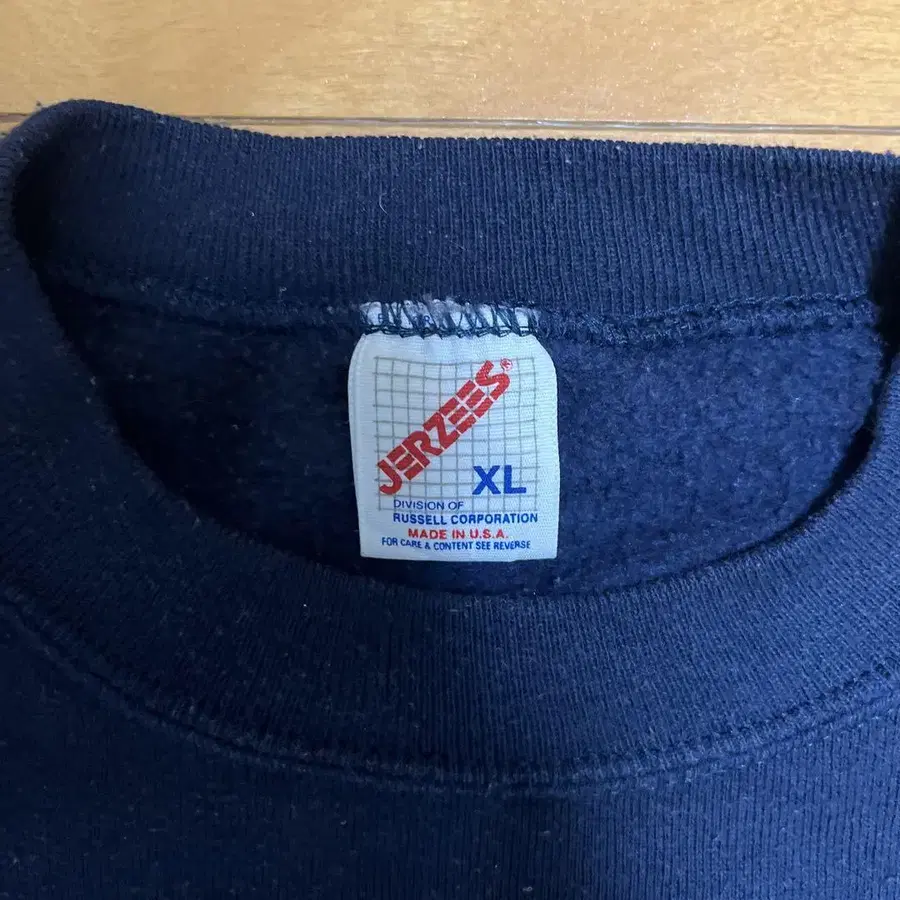 JERZEES®
XL
DIVISION OF
RUSSELL CORPORATION
MADE IN U.S.A.
FOR CARE & CONTENT SEE REVERSE